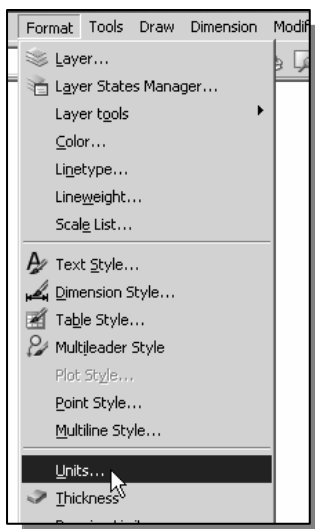 Format Tools Draw Dimension Modif
Layer...
Layer States Manager...
Layer tools
Color...
Linetype...
Lineweight...
Scale List...
Text Style...
Dimension Style...
Table Style...
Multileader Style
Plot Style...
Point Style...
Multiline Style...
Units...
Thickness